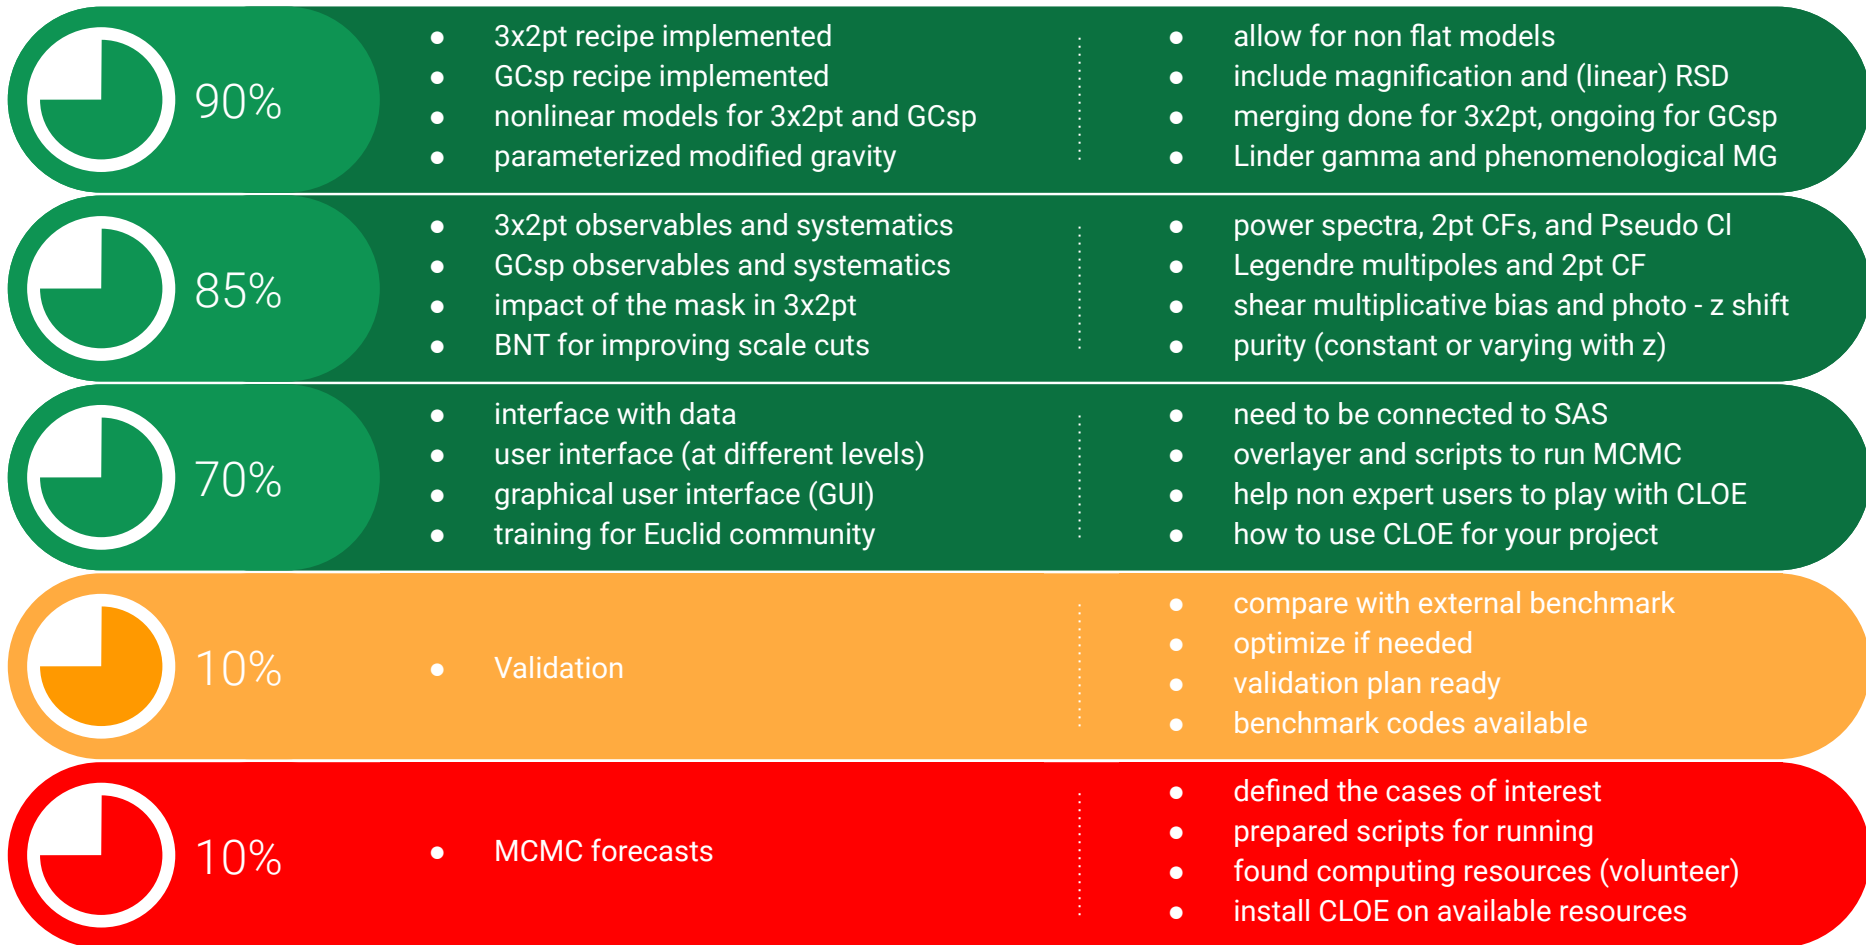 90%
● 3x2pt recipe implemented
● GCsp recipe implemented
● nonlinear models for 3x2pt and GCsp
● parameterized modified gravity
● allow for non flat models
● include magnification and (linear) RSD
● merging done for 3x2pt, ongoing for GCsp
● Linder gamma and phenomenological MG
85%
● 3x2pt observables and systematics
● GCsp observables and systematics
● impact of the mask in 3x2pt
● BNT for improving scale cuts
● power spectra, 2pt CFs, and Pseudo Cl
● Legendre multipoles and 2pt CF
● shear multiplicative bias and photo - z shift
● purity (constant or varying with z)
70%
● interface with data
● user interface (at different levels)
● graphical user interface (GUI)
● training for Euclid community
● need to be connected to SAS
● overlayer and scripts to run MCMC
● help non expert users to play with CLOE
● how to use CLOE for your project
10%
● Validation
● compare with external benchmark
● optimize if needed
● validation plan ready
● benchmark codes available
10%
● MCMC forecasts
● defined the cases of interest
● prepared scripts for running
● found computing resources (volunteer)
● install CLOE on available resources